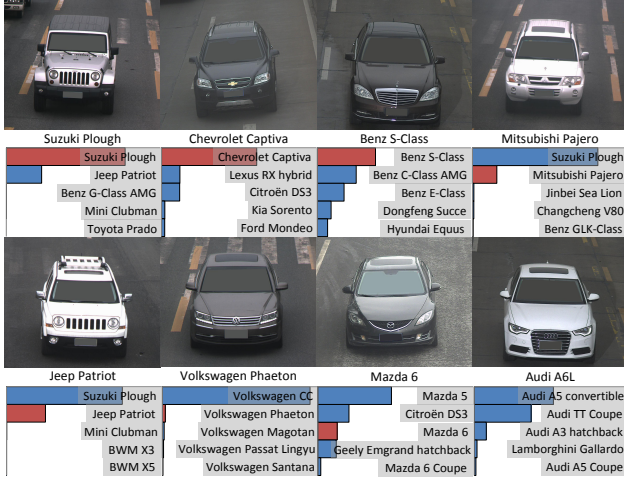 Suzuki Plough
Suzuki Plough
Jeep Patriot
Benz G-Class AMG
Mini Clubman
Toyota Prado
Chevrolet Captiva
Chevrolet Captiva
Lexus RX hybrid
Citroën DS3
Kia Sorento
Ford Mondeo
Benz S-Class
Benz S-Class
Benz C-Class AMG
Benz E-Class
Dongfeng Succe
Hyundai Equus
Mitsubishi Pajero
Suzuki Plough
Mitsubishi Pajero
Jinbei Sea Lion
Changcheng V80
Benz GLK-Class
Jeep Patriot
Suzuki Plough
Jeep Patriot
Mini Clubman
BWM X3
BWM X5
Volkswagen Phaeton
Volkswagen CC
Volkswagen Phaeton
Volkswagen Magotan
Volkswagen Passat Lingyu
Volkswagen Santana
Mazda 6
Mazda 5
Citroën DS3
Mazda 6
Geely Emgrand hatchback
Mazda 6 Coupe
Audi A6L
Audi A5 convertible
Audi TT Coupe
Audi A3 hatchback
Lamborghini Gallardo
Audi A5 Coupe